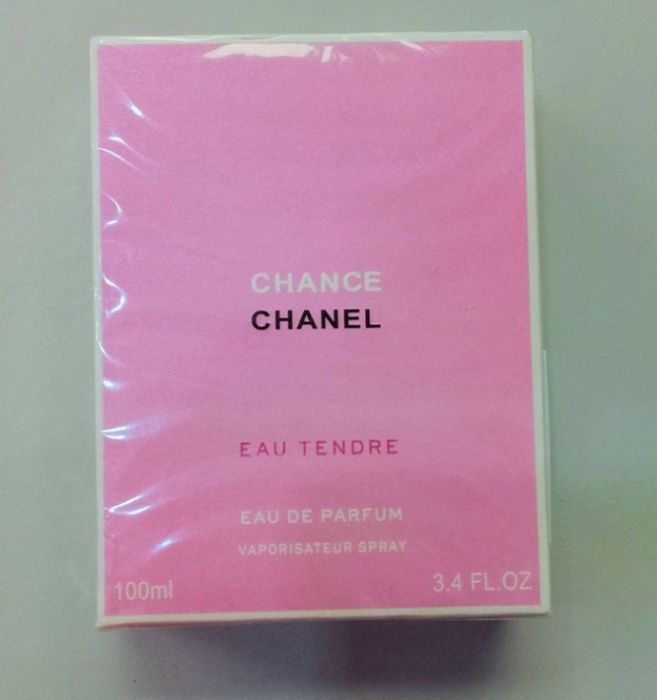 CHANCE
CHANEL
EAU TENDRE
EAU DE PARFUM
VAPORISATEUR SPRAY
100ml 3.4 FL.OZ